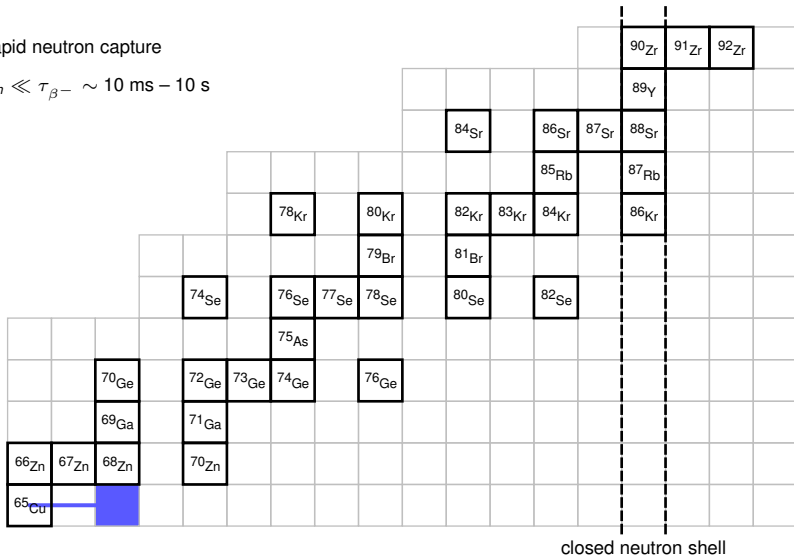 apid neutron capture
n ≪ τβ− ∼ 10 ms – 10 s
90Zr 91Zr 92Zr
89Y
84Sr 86Sr 87Sr 88Sr
85Rb 87Rb
78Kr 80Kr 82Kr 83Kr 84Kr 86Kr
79Br 81Br
74Se 76Se 77Se 78Se 80Se 82Se
75As
70Ge 72Ge 73Ge 74Ge 76Ge
69Ga 71Ga
66Zn 67Zn 68Zn 70Zn
65Cu
closed neutron shell